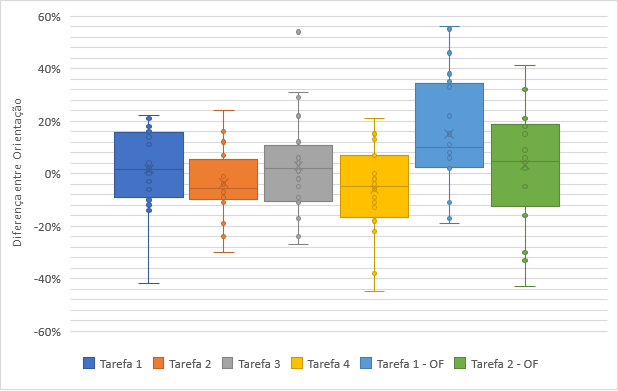 60%
40%
20%
0%
-20%
-40%
-60%
Diferença entre Orientação
Tarefa 1
Tarefa 2
Tarefa 3
Tarefa 4
Tarefa 1 - OF
Tarefa 2 - OF